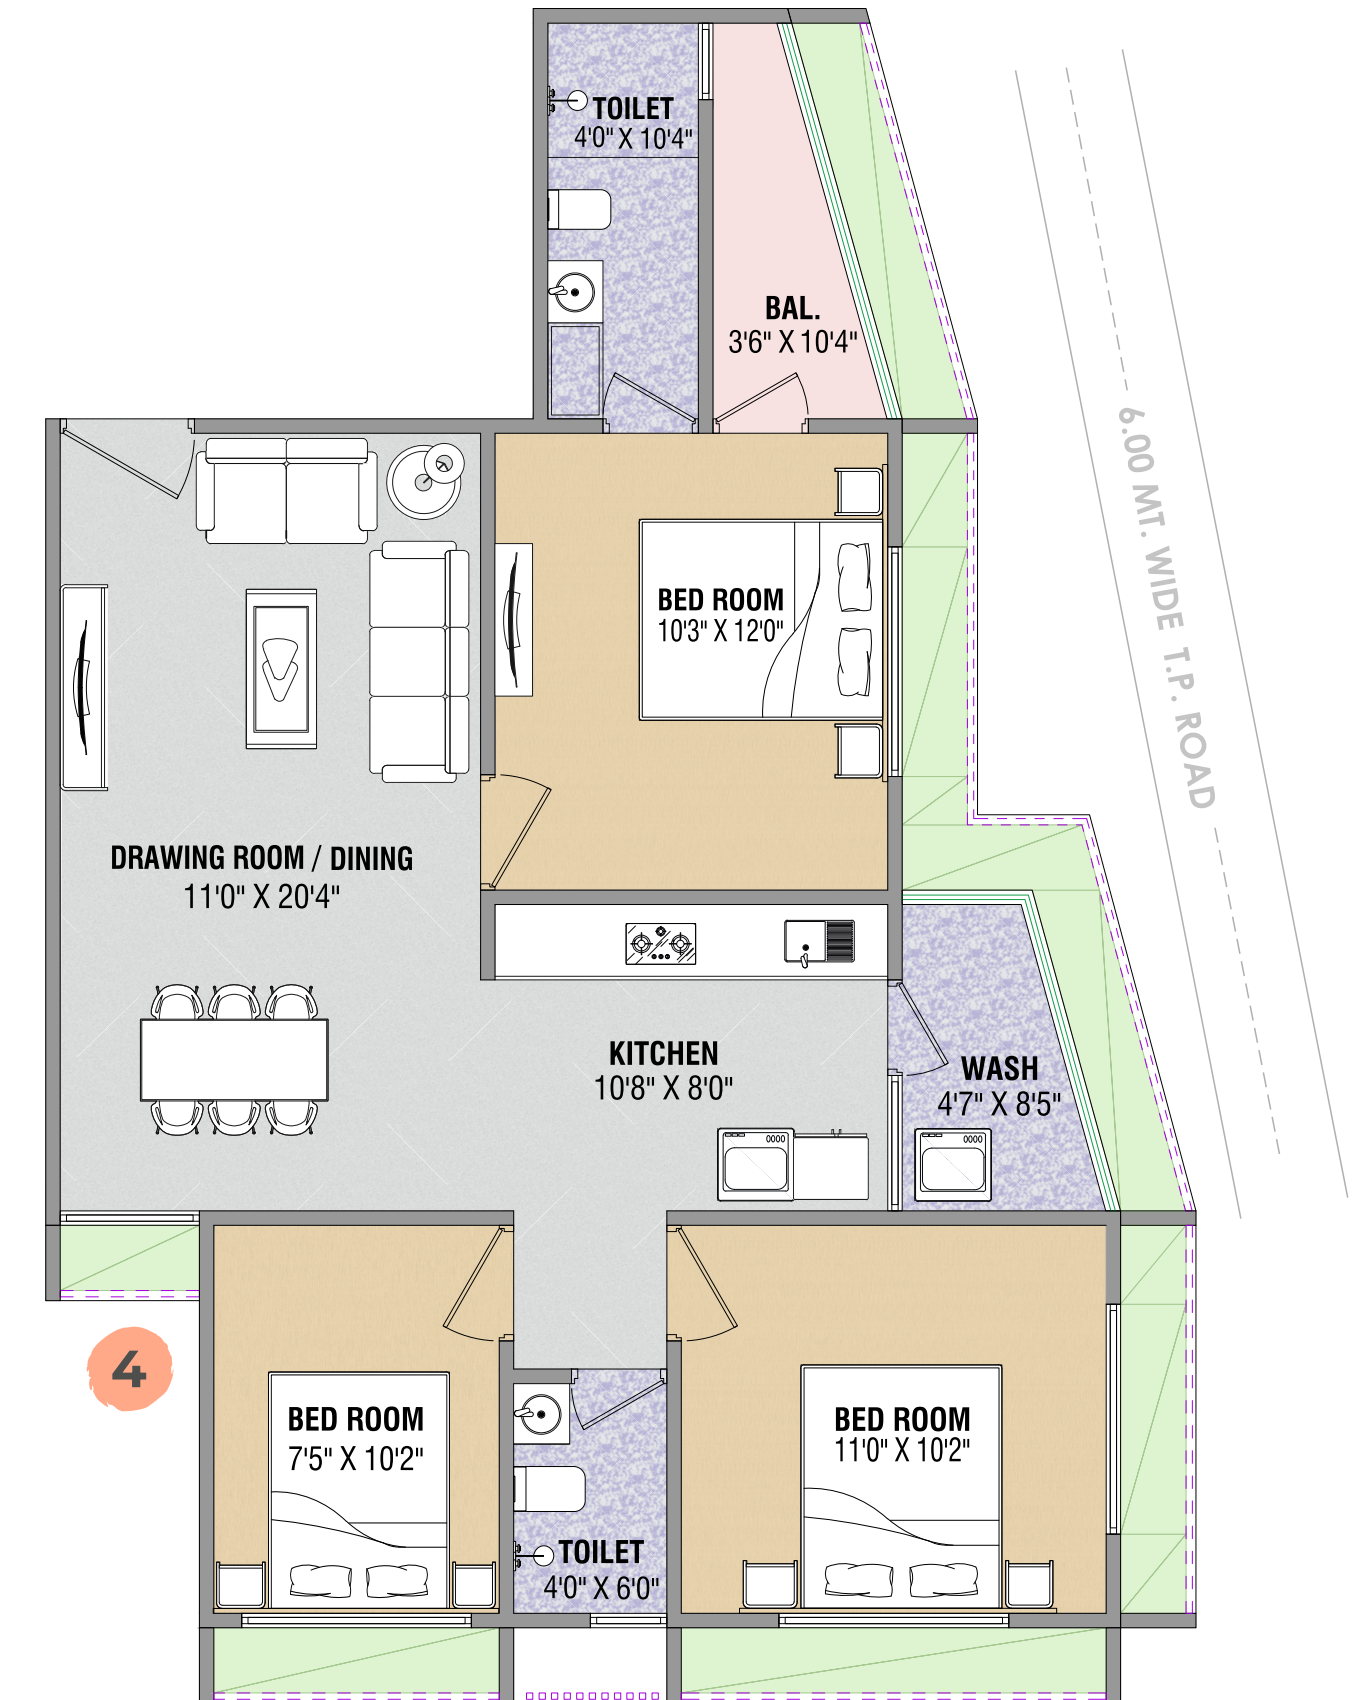 TOILET
4'0" X 10'4"
BAL.
3'6" X 10'4"
6.00 MT. WIDE T.P. ROAD
BED ROOM
10'3" X 12'0"
DRAWING ROOM / DINING
11'0" X 20'4"
KITCHEN
10'8" X 8'0"
WASH
4'7" X 8'5"
4
BED ROOM
7'5" X 10'2"
BED ROOM
11'0" X 10'2"
TOILET
4'0" X 6'0"